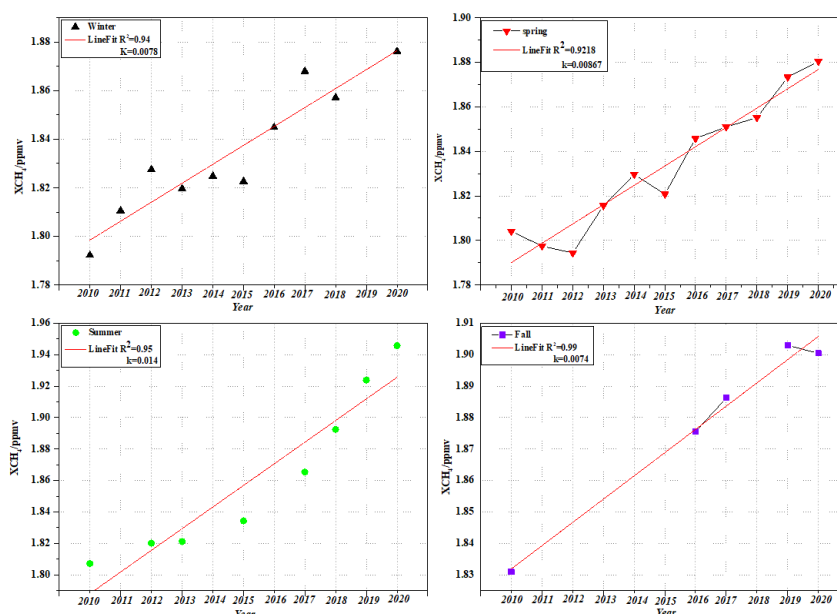 Winter
LineFit R²=0.94
K=0.0078
1.88
1.86
1.84
1.82
1.80
1.78
XCH₄/ppmv
2010 2011 2012 2013 2014 2015 2016 2017 2018 2019 2020
Year
spring
LineFit R²=0.9218
k=0.00867
1.90
1.88
1.86
1.84
1.82
1.80
1.78
XCH₄/ppmv
2010 2011 2012 2013 2014 2015 2016 2017 2018 2019 2020
Year
Summer
LineFit R²=0.95
k=0.014
1.96
1.94
1.92
1.90
1.88
1.86
1.84
1.82
1.80
XCH₄/ppmv
2010 2011 2012 2013 2014 2015 2016 2017 2018 2019 2020
Year
Fall
LineFit R²=0.99
k=0.0074
1.91
1.90
1.89
1.88
1.87
1.86
1.85
1.84
1.83
XCH₄/ppmv
2010 2011 2012 2013 2014 2015 2016 2017 2018 2019 2020
Year